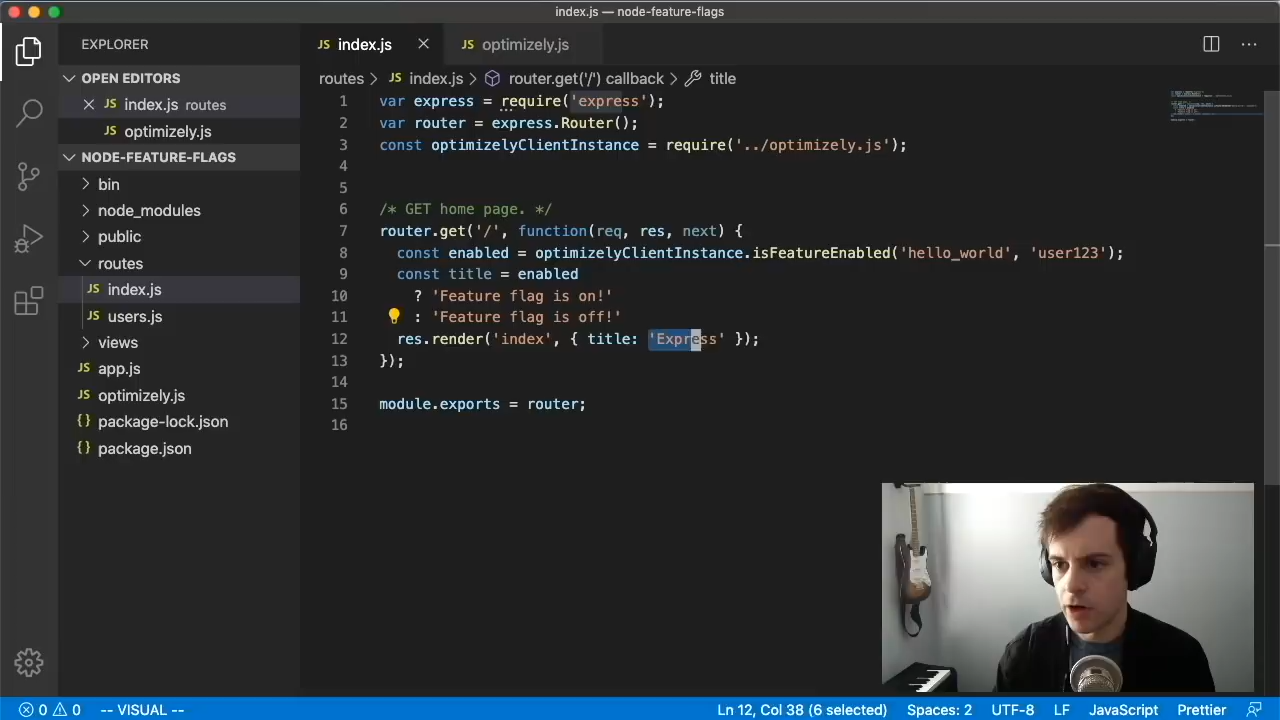 index.js — node-feature-flags
EXPLORER
OPEN EDITORS
JS index.js routes
JS optimizely.js
NODE-FEATURE-FLAGS
bin
node_modules
public
routes
JS index.js
JS users.js
views
JS app.js
JS optimizely.js
{} package-lock.json
{} package.json
JS index.js
JS optimizely.js
routes > JS index.js > router.get('/') callback > title
1 var express = require('express');
2 var router = express.Router();
3 const optimizelyClientInstance = require('../optimizely.js');
4
5
6 /* GET home page. */
7 router.get('/', function(req, res, next) {
8 const enabled = optimizelyClientInstance.isFeatureEnabled('hello_world', 'user123');
9 const title = enabled
10 ? 'Feature flag is on!'
11 : 'Feature flag is off!'
12 res.render('index', { title: 'Express' });
13 });
14
15 module.exports = router;
16
0 0 -- VISUAL -- Ln 12, Col 38 (6 selected) Spaces: 2 UTF-8 LF JavaScript Prettier